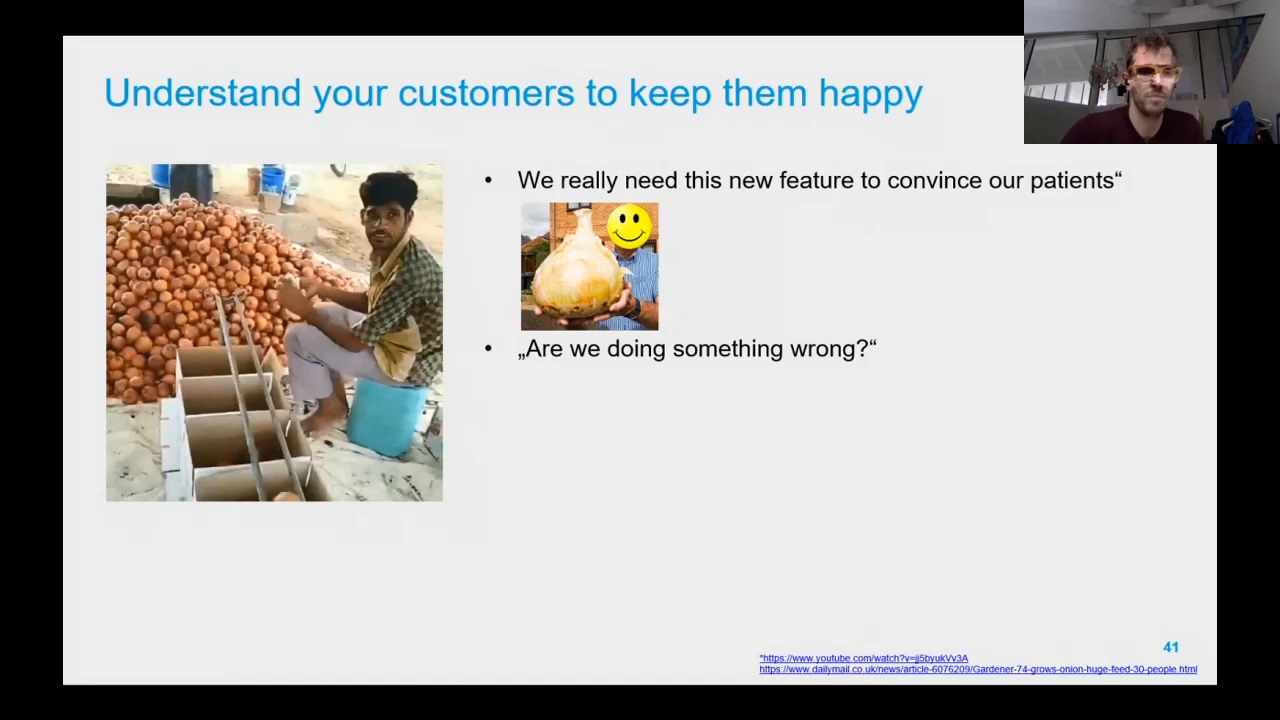 Understand your customers to keep them happy
• We really need this new feature to convince our patients“
• „Are we doing something wrong?“
41
*https://www.youtube.com/watch?v=jj5byukVv3A
https://www.dailymail.co.uk/news/article-6076209/Gardener-74-grows-onion-huge-feed-30-people.html